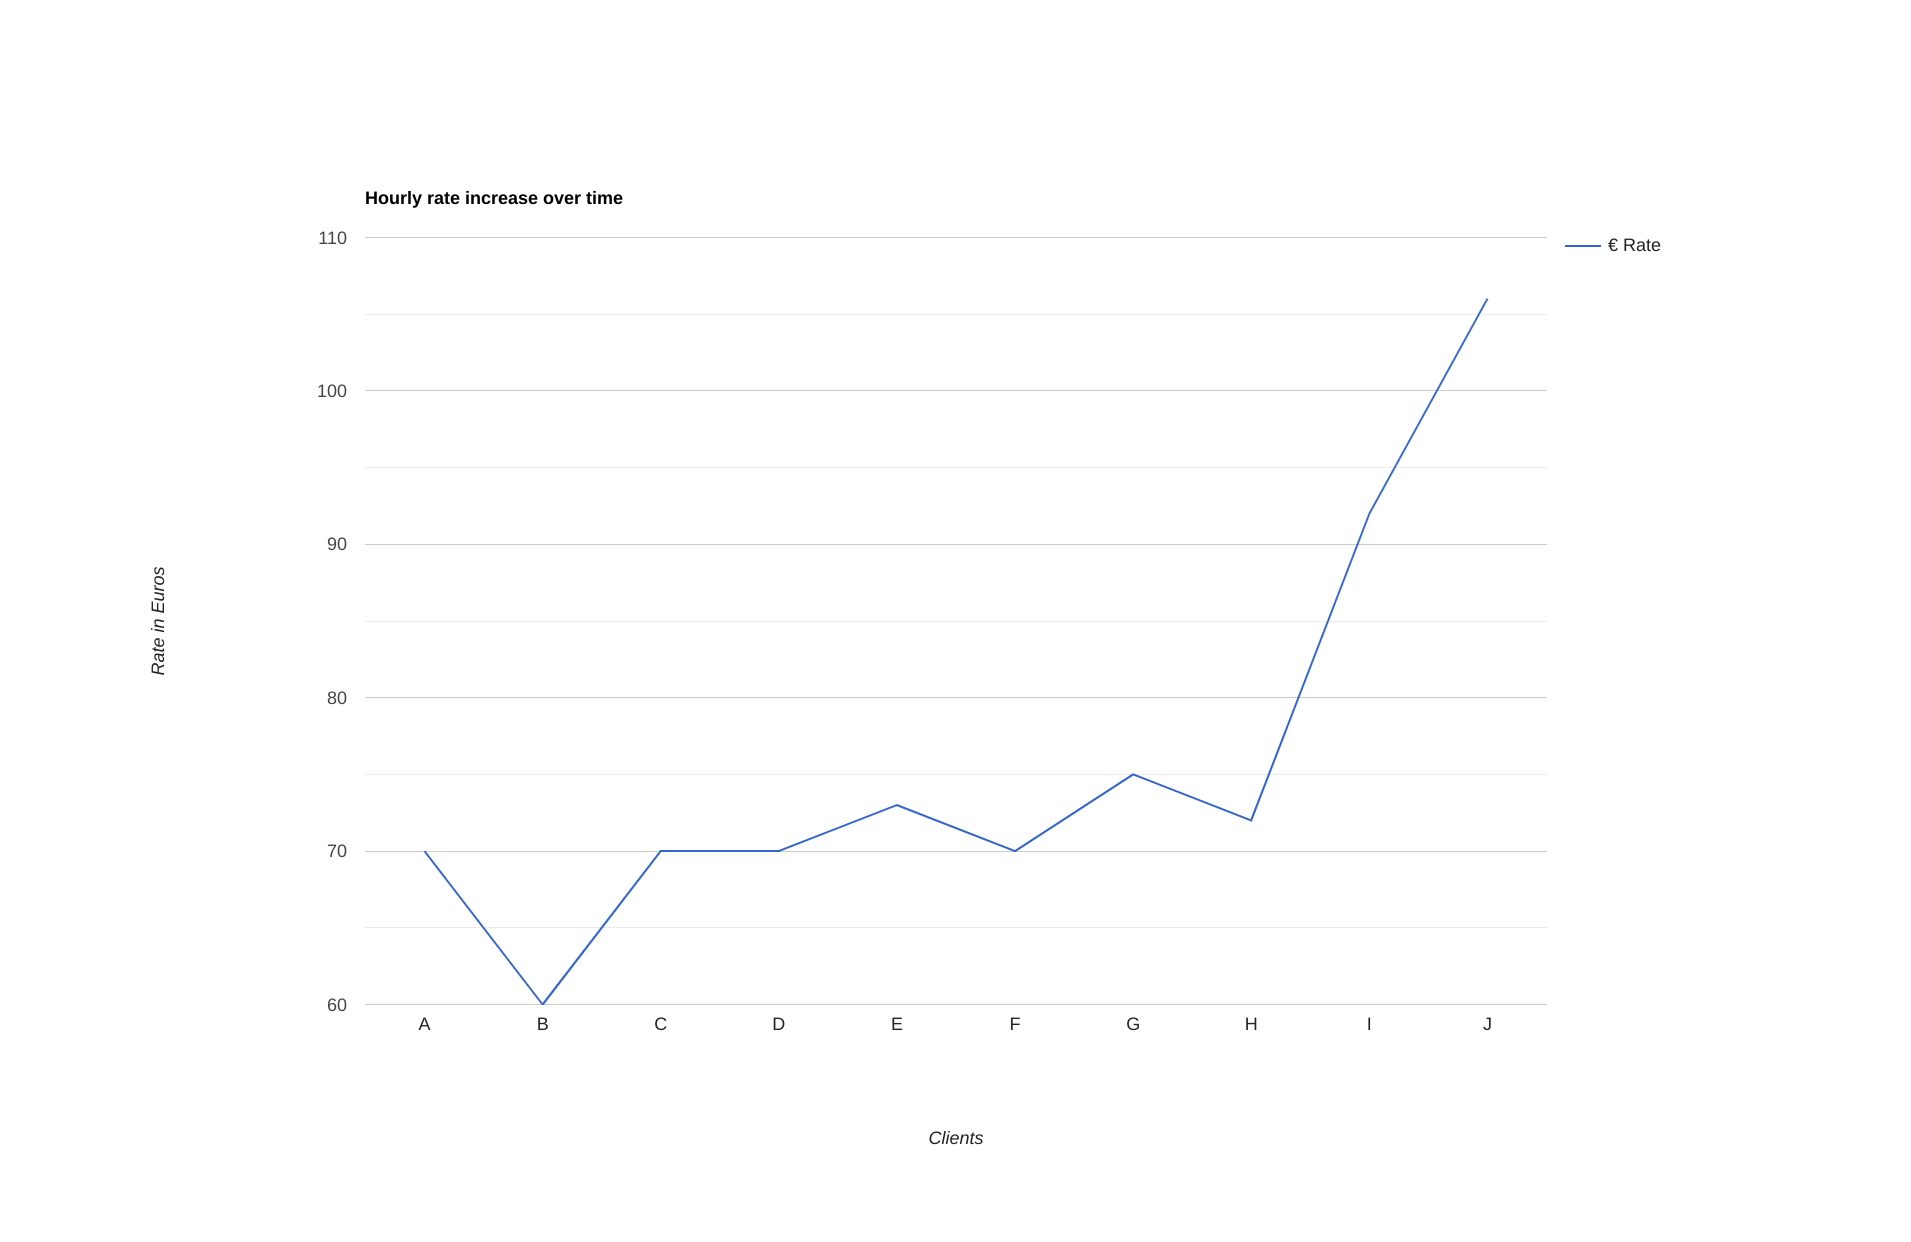 Hourly rate increase over time
110
€ Rate
100
90
Rate in Euros
80
70
60
A B C D E F G H I J
Clients